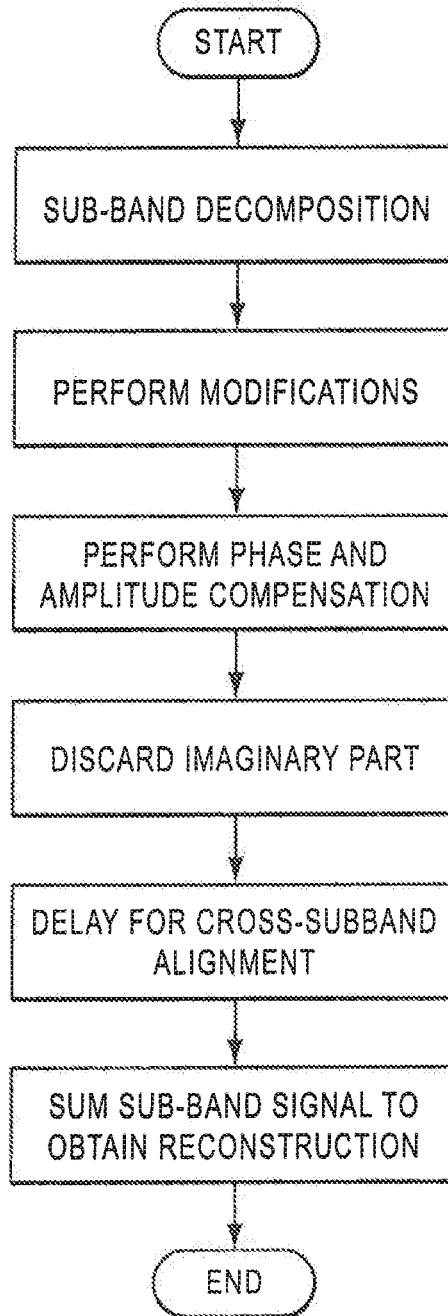 START
SUB-BAND DECOMPOSITION
PERFORM MODIFICATIONS
PERFORM PHASE AND
AMPLITUDE COMPENSATION
DISCARD IMAGINARY PART
DELAY FOR CROSS-SUBBAND
ALIGNMENT
SUM SUB-BAND SIGNAL TO
OBTAIN RECONSTRUCTION
END